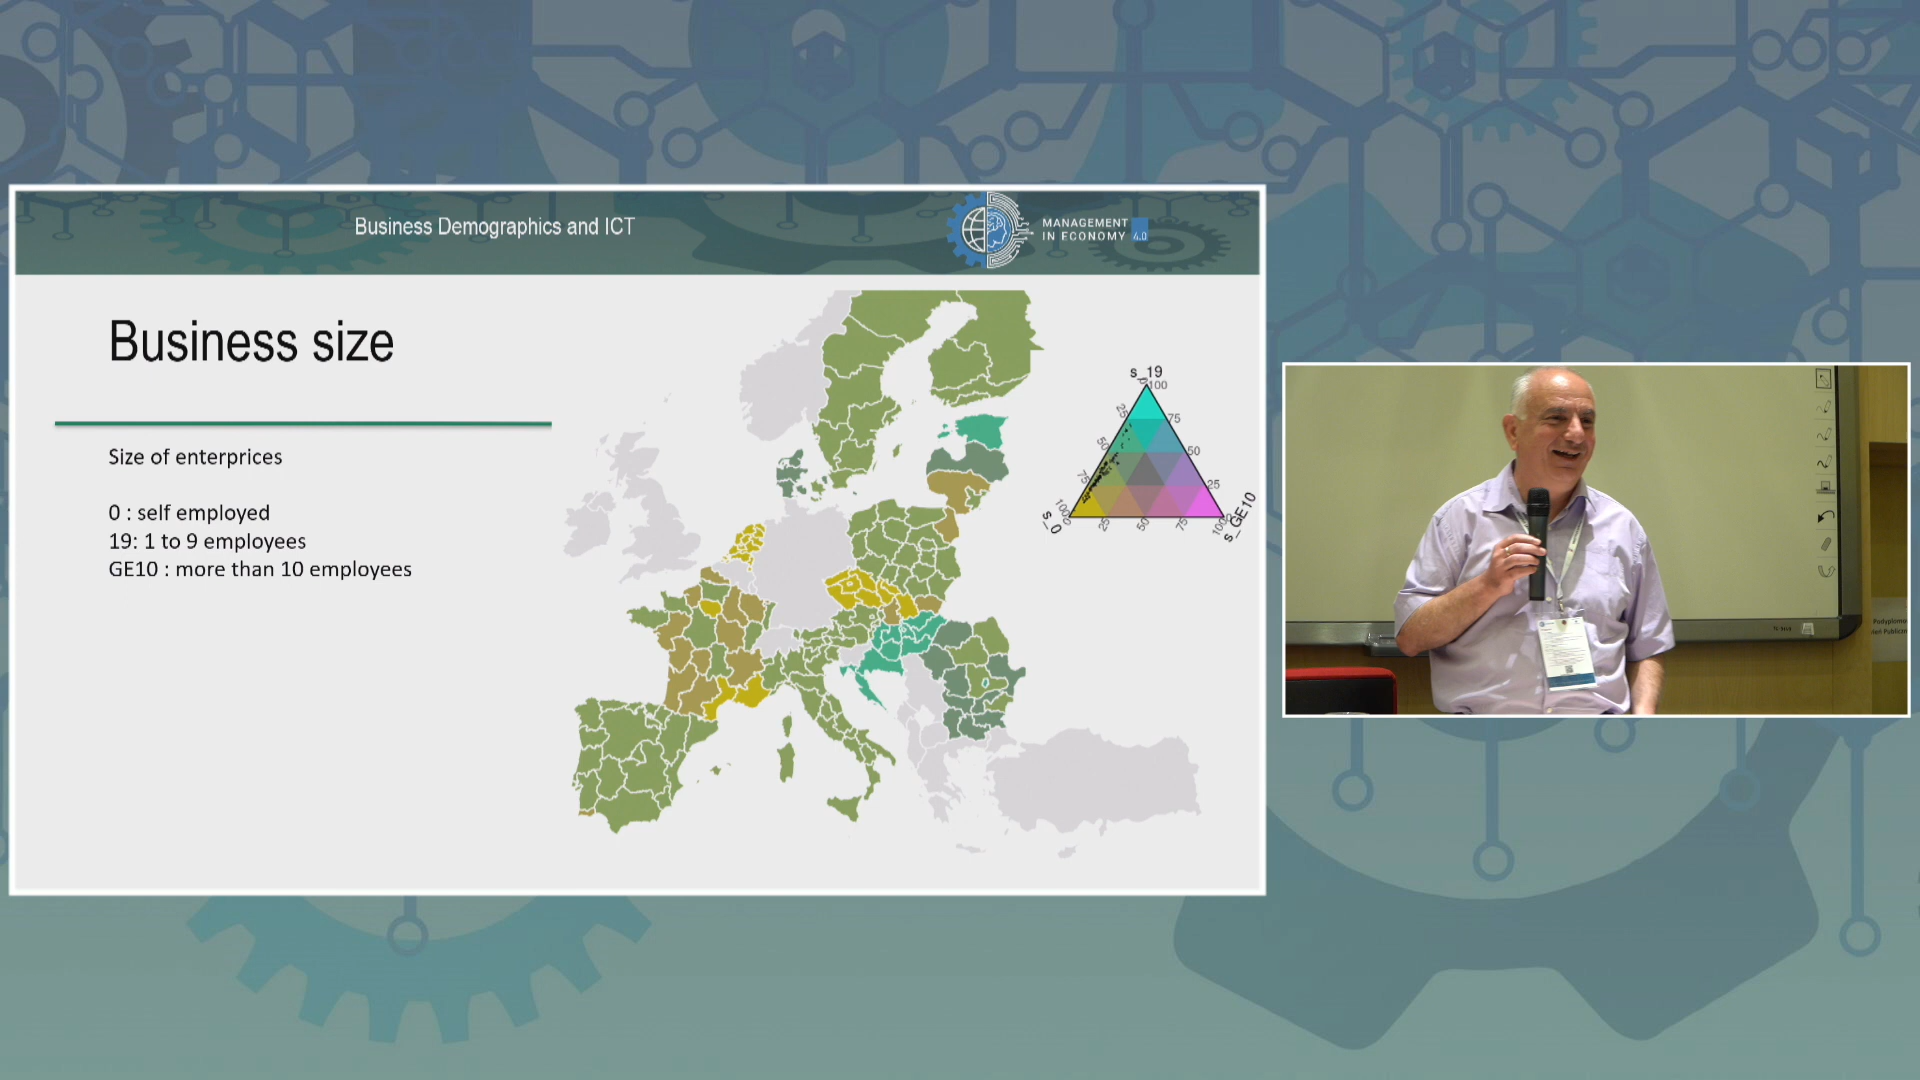 Business Demographics and ICT
MANAGEMENT
IN ECONOMY 4.0
Business size
Size of enterprices
0 : self employed
19: 1 to 9 employees
GE10 : more than 10 employees
s_19
100
25
75
50
50
75
25
100
100
s_0
25
50
75
s_GE10
Podyplomo